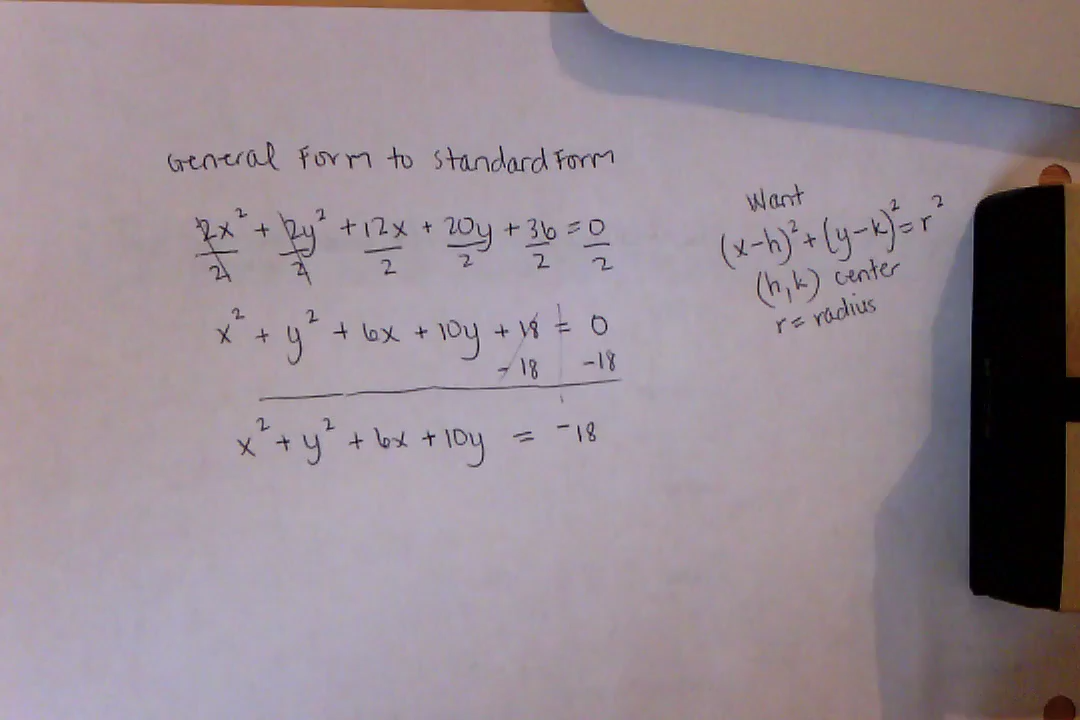 General Form to Standard Form
2x² + 2y² + 12x + 20y + 36 = 0
2 2 2 2 2 2
x² + y² + 6x + 10y + 18 = 0
-18 -18
x² + y² + 6x + 10y = -18
Want
(x-h)² + (y-k)² = r²
(h,k) center
r = radius